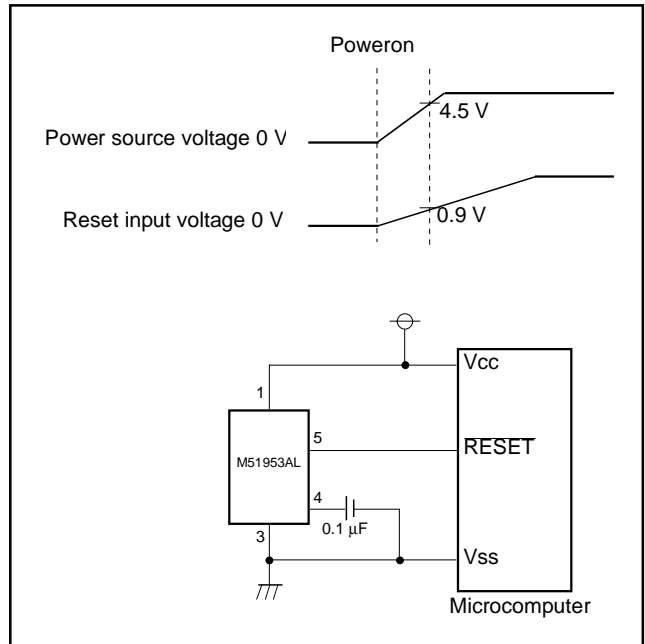 Poweron
4.5 V
Power source voltage 0 V
Reset input voltage 0 V
0.9 V
Vcc
1
5
RESET
M51953AL
4
0.1 μF
3
Vss
Microcomputer